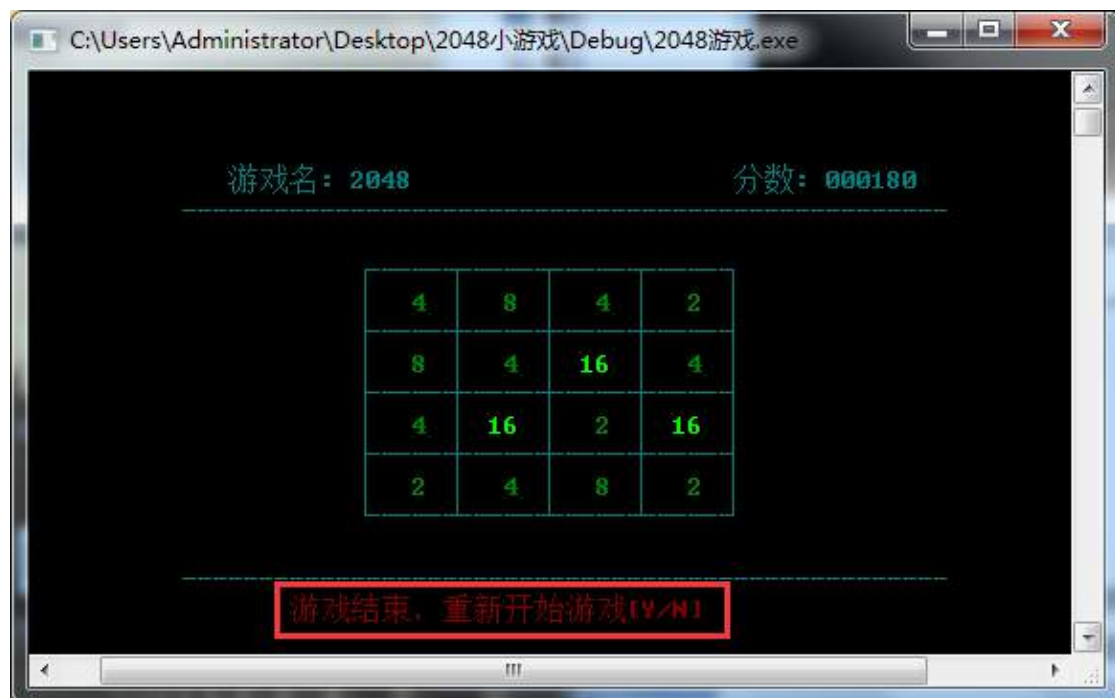 C:\Users\Administrator\Desktop\2048小游戏\Debug\2048游戏.exe
游戏名: 2048 分数: 000180
4 8 4 2
8 4 16 4
4 16 2 16
2 4 8 2
游戏结束, 重新开始游戏[Y/N]